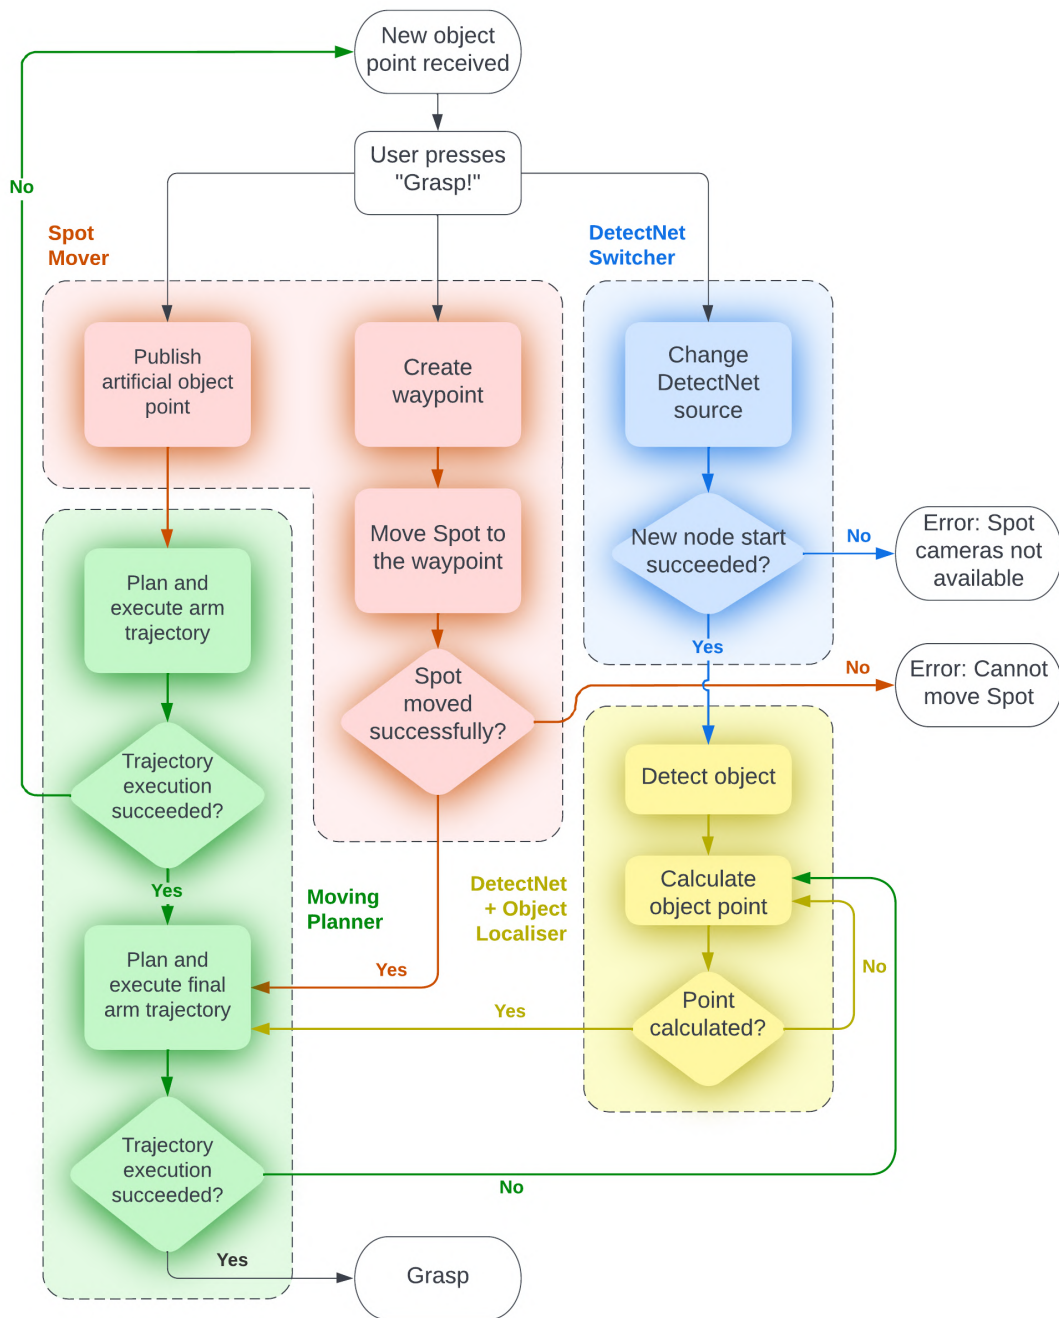 New object
point received
User presses
"Grasp!"
No
Spot
Mover
DetectNet
Switcher
Publish
artificial object
point
Create
waypoint
Change
DetectNet
source
Move Spot to
the waypoint
New node start
succeeded?
No
Error: Spot
cameras not
available
Plan and
execute arm
trajectory
Yes
Spot
moved
successfully?
No
Error: Cannot
move Spot
Trajectory
execution
succeeded?
Detect object
Yes
Moving
Planner
DetectNet
+ Object
Localiser
Calculate
object point
Plan and
execute final
arm trajectory
Yes
No
Yes
Point
calculated?
Trajectory
execution
succeeded?
No
Yes
Grasp